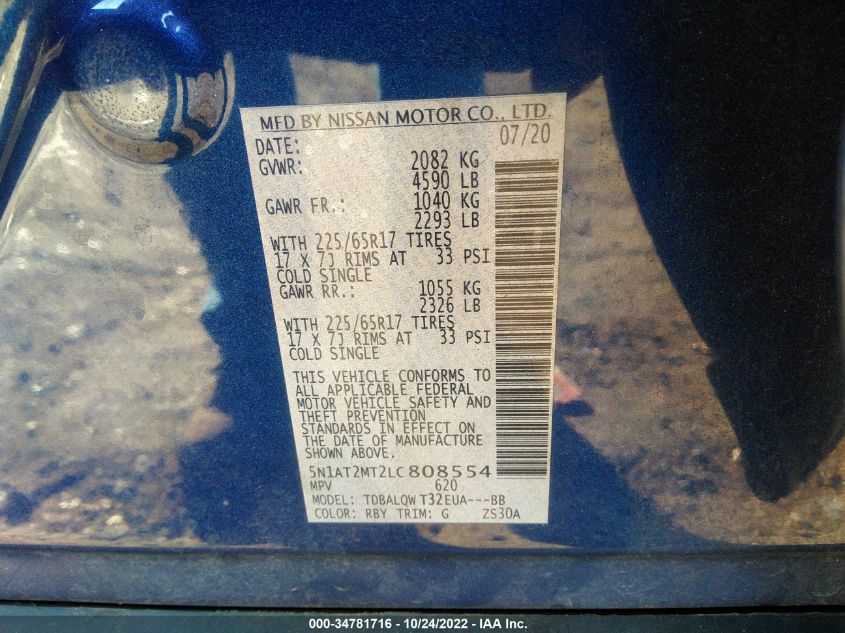 MFD BY NISSAN MOTOR CO., LTD.
DATE: 07/20
GVWR: 2082 KG
4590 LB
GAWR FR.: 1040 KG
2293 LB
WITH 225/65R17 TIRES
17 X 7J RIMS AT 33 PSI
COLD SINGLE
GAWR RR.: 1055 KG
2326 LB
WITH 225/65R17 TIRES
17 X 7J RIMS AT 33 PSI
COLD SINGLE
THIS VEHICLE CONFORMS TO
ALL APPLICABLE FEDERAL
MOTOR VEHICLE SAFETY AND
THEFT PREVENTION
STANDARDS IN EFFECT ON
THE DATE OF MANUFACTURE
SHOWN ABOVE.
5N1AT2MT2LC808554
MPV 620
MODEL: TDBALQW T32EUA---BB
COLOR: RBY TRIM: G ZS30A
000-34781716 - 10/24/2022 - IAA Inc.